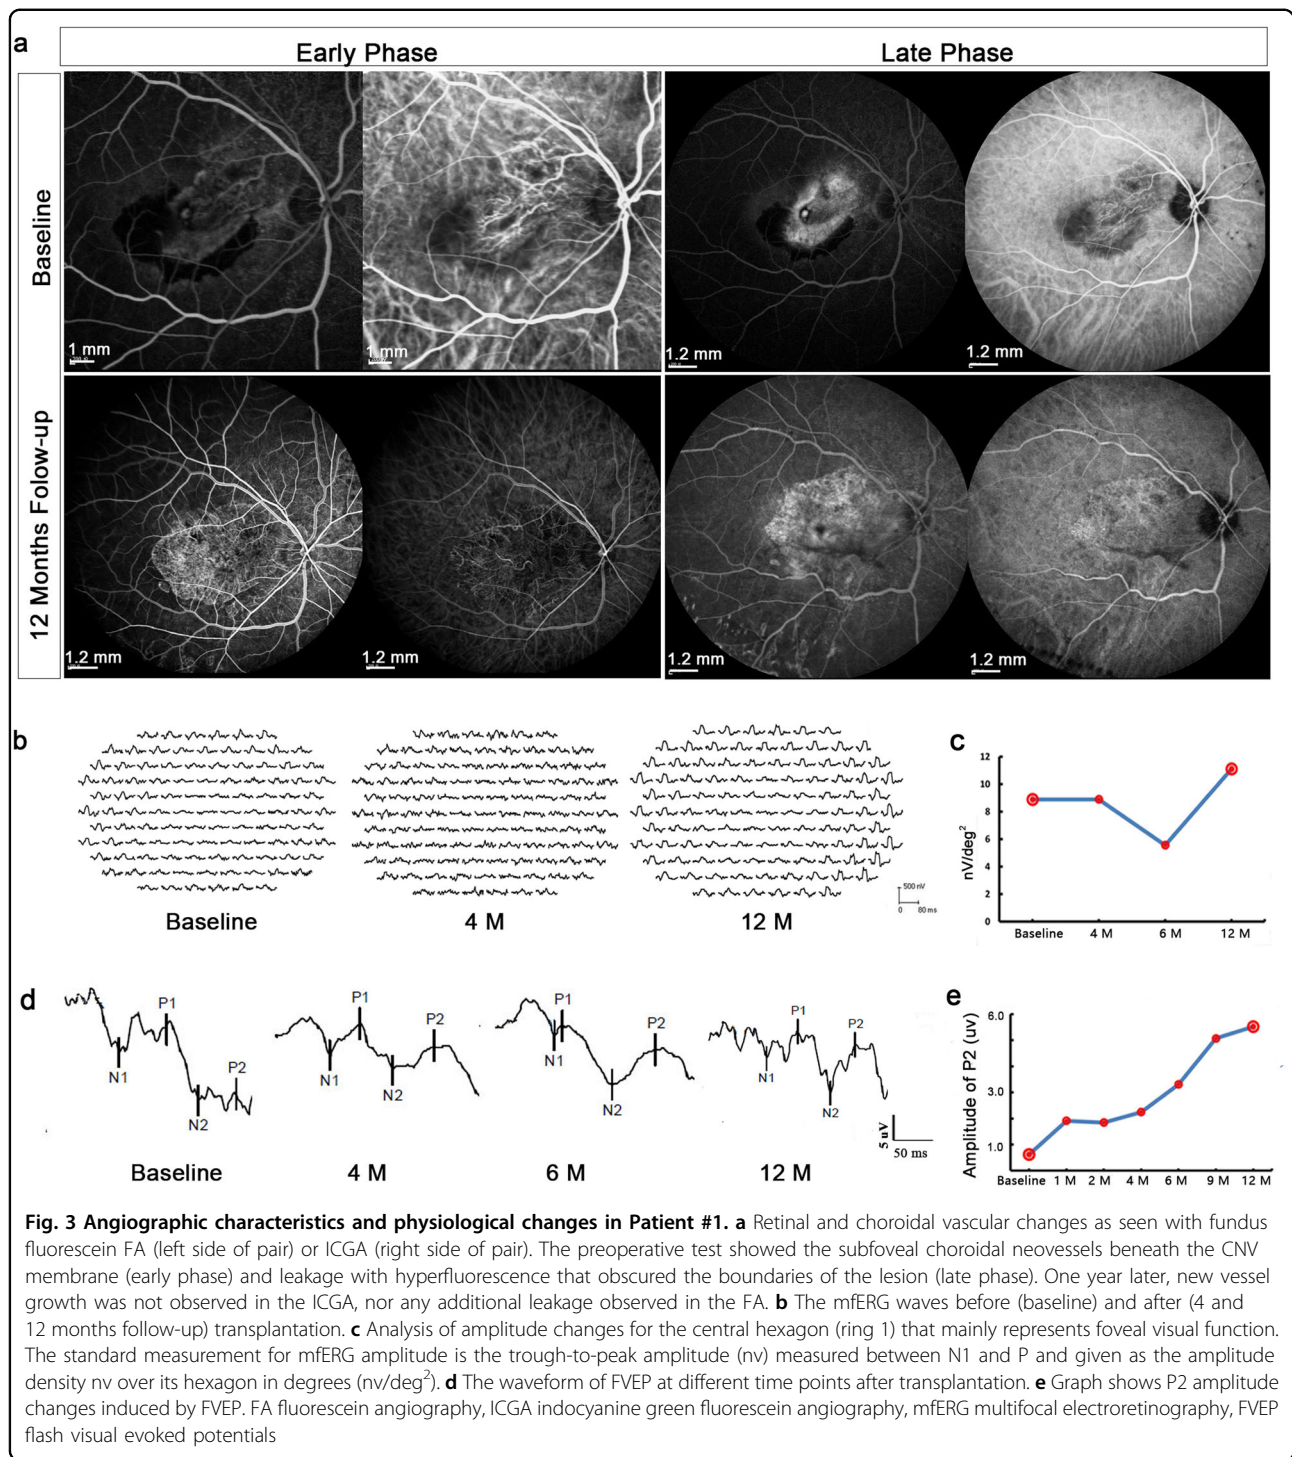 a
Early Phase
Late Phase
Baseline
1 mm
1 mm
1.2 mm
1.2 mm
12 Months Folow-up
1.2 mm
1.2 mm
1.2 mm
1.2 mm
b
Baseline
4 M
12 M
500 nV
0 80 ms
c
nV/deg²
12
10
8
6
4
2
0
Baseline 4 M 6 M 12 M
d
N1
P1
N2
P2
Baseline
N1
P1
N2
P2
4 M
N1
P1
N2
P2
6 M
N1
P1
N2
P2
12 M
5 uV
50 ms
e
Amplitude of P2 (uv)
6.0
3.0
1.0
Baseline 1 M 2 M 4 M 6 M 9 M 12 M
Fig. 3 Angiographic characteristics and physiological changes in Patient #1. a Retinal and choroidal vascular changes as seen with fundus
fluorescein FA (left side of pair) or ICGA (right side of pair). The preoperative test showed the subfoveal choroidal neovessels beneath the CNV
membrane (early phase) and leakage with hyperfluorescence that obscured the boundaries of the lesion (late phase). One year later, new vessel
growth was not observed in the ICGA, nor any additional leakage observed in the FA. b The mfERG waves before (baseline) and after (4 and
12 months follow-up) transplantation. c Analysis of amplitude changes for the central hexagon (ring 1) that mainly represents foveal visual function.
The standard measurement for mfERG amplitude is the trough-to-peak amplitude (nv) measured between N1 and P and given as the amplitude
density nv over its hexagon in degrees (nv/deg²). d The waveform of FVEP at different time points after transplantation. e Graph shows P2 amplitude
changes induced by FVEP. FA fluorescein angiography, ICGA indocyanine green fluorescein angiography, mfERG multifocal electroretinography, FVEP
flash visual evoked potentials